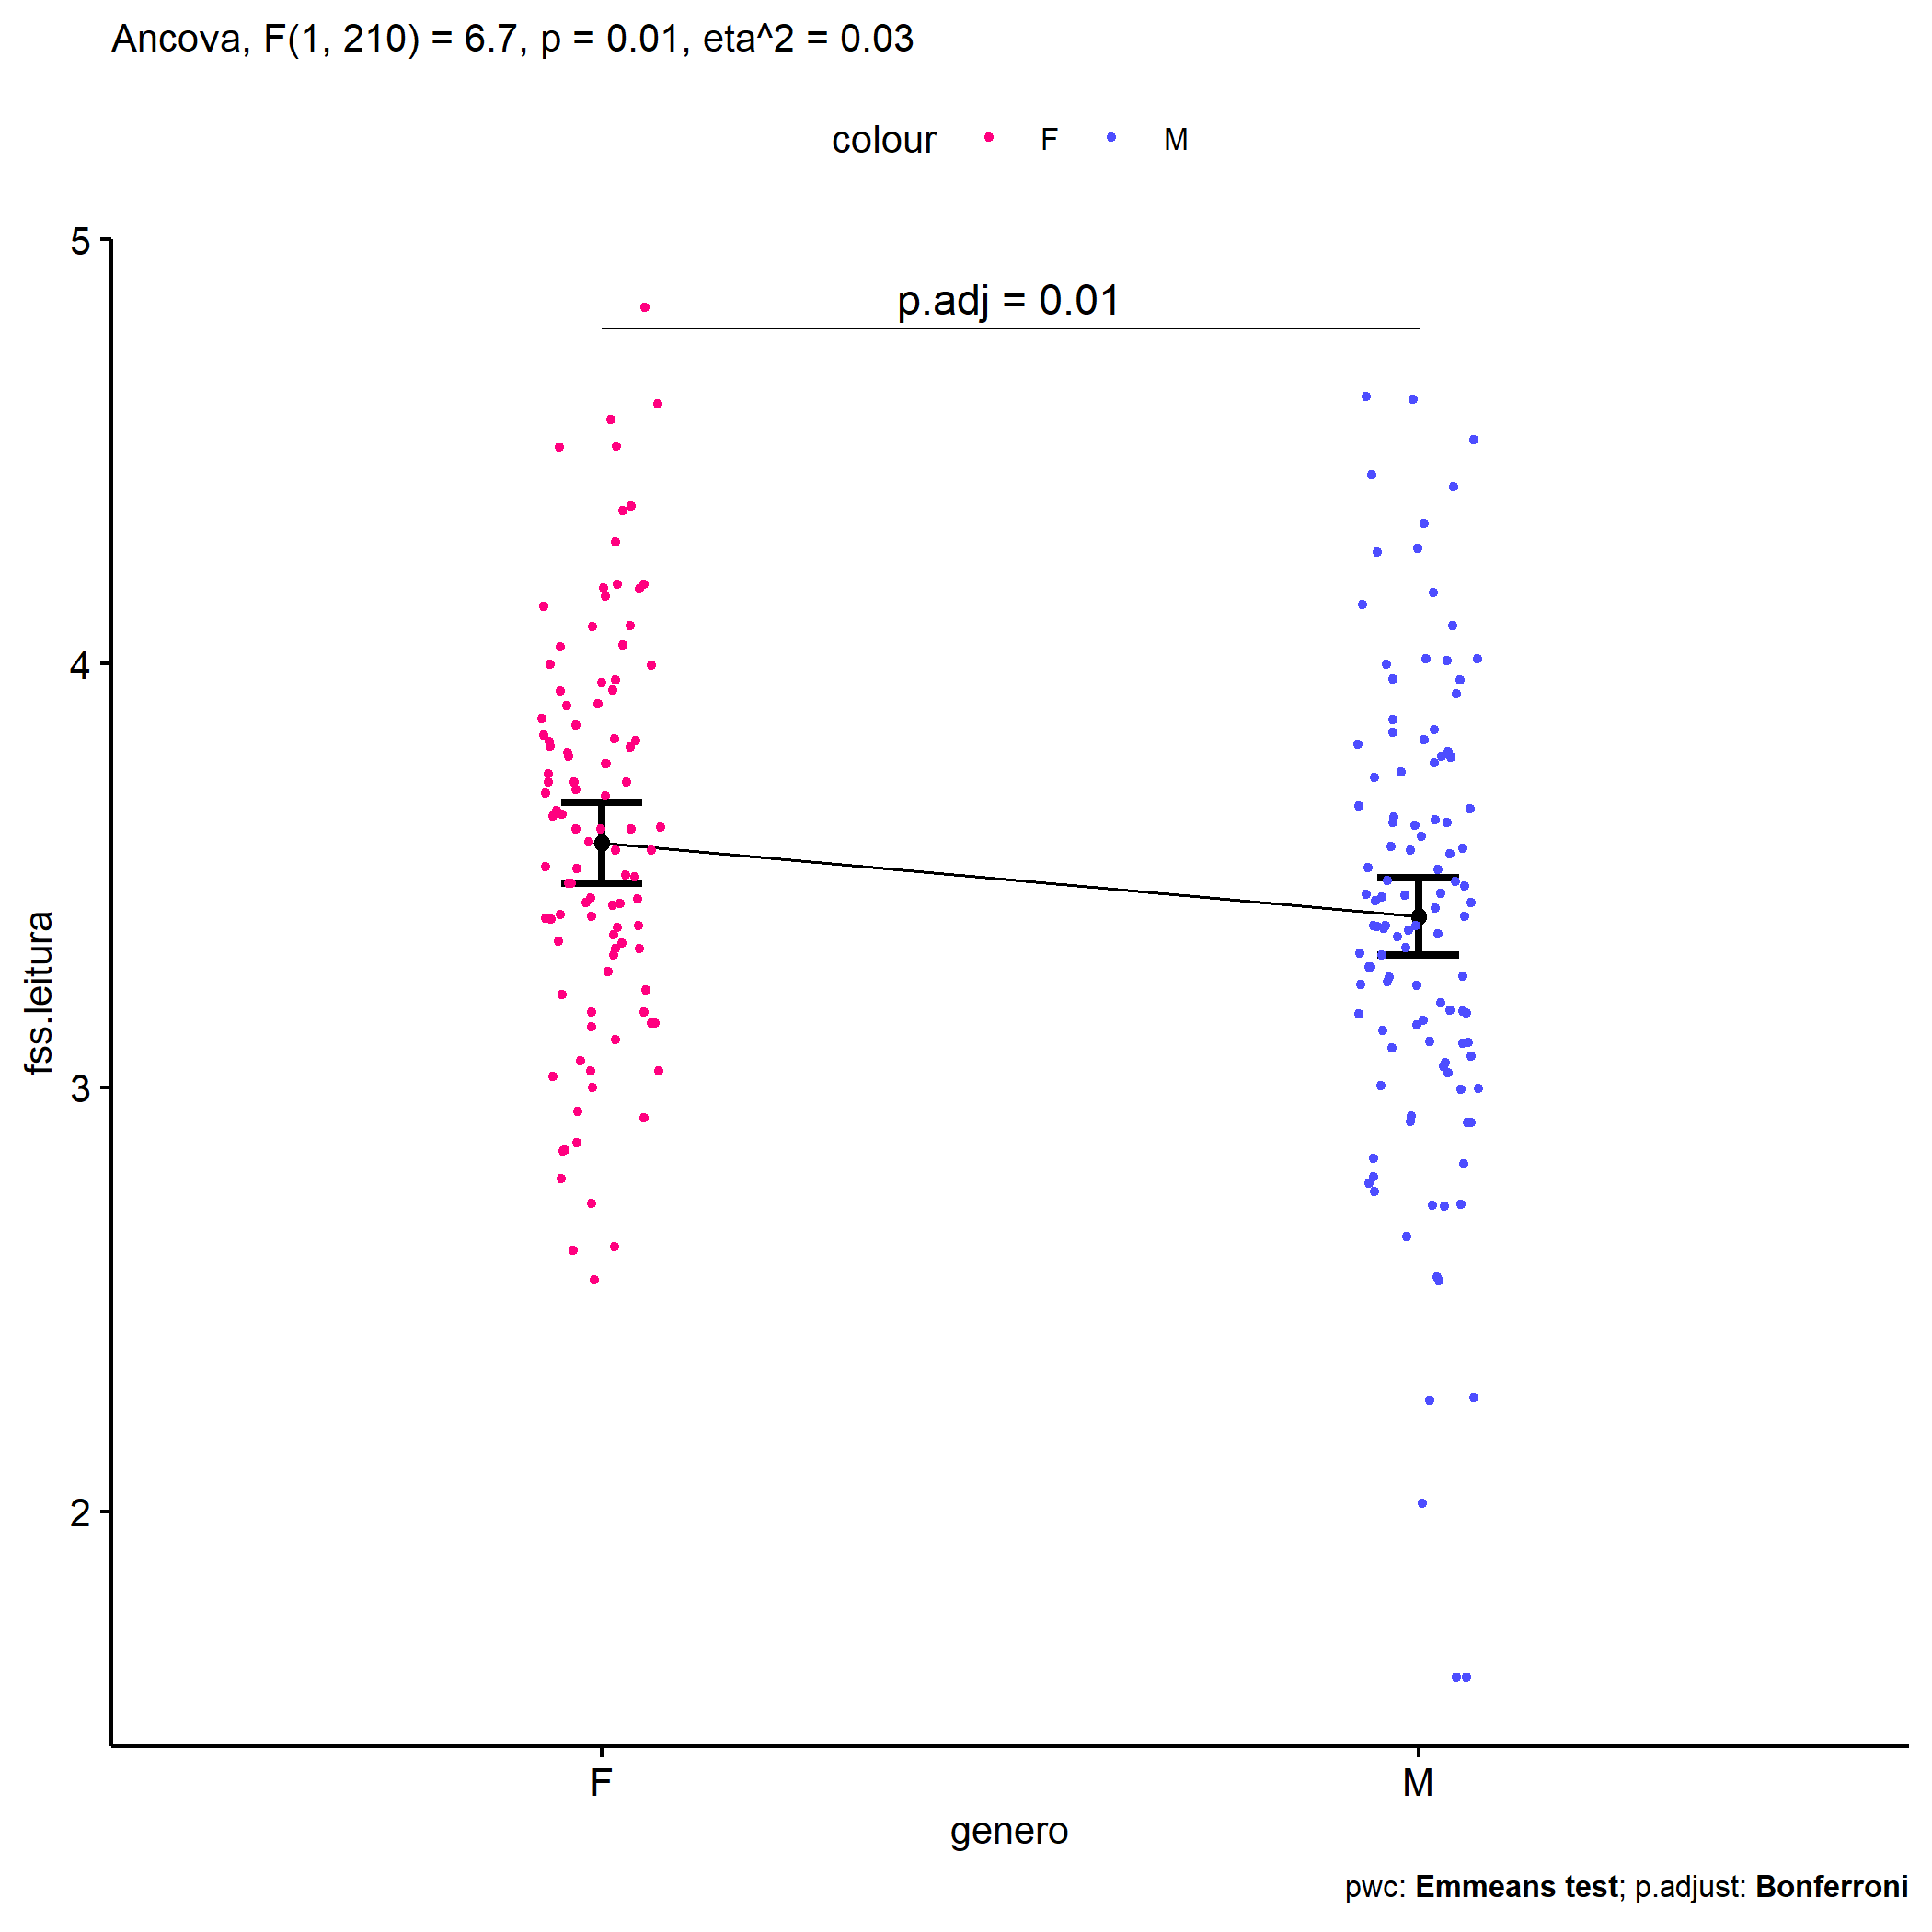 Ancova, F(1, 210) = 6.7, p = 0.01, eta^2 = 0.03
colour F M
5
p.adj = 0.01
4
3
2
fss.leitura
F M
genero
pwc: Emmeans test; p.adjust: Bonferroni